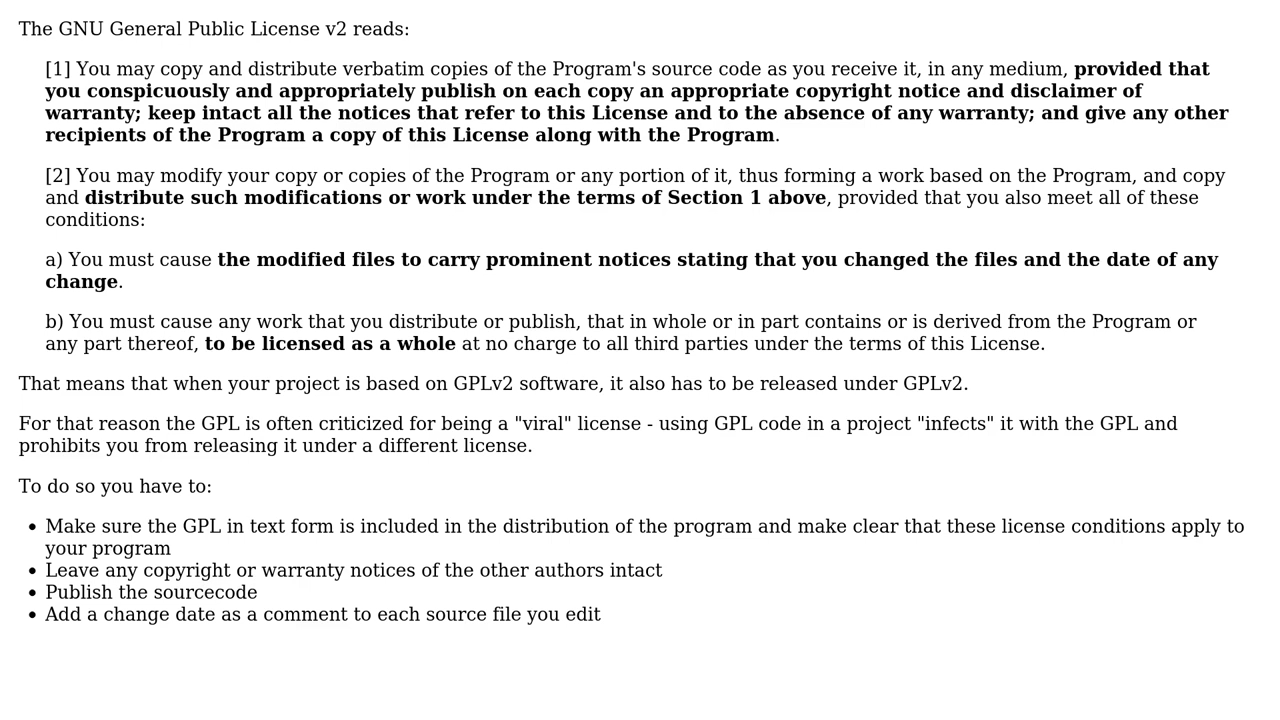 The GNU General Public License v2 reads:
[1] You may copy and distribute verbatim copies of the Program's source code as you receive it, in any medium, provided that
you conspicuously and appropriately publish on each copy an appropriate copyright notice and disclaimer of
warranty; keep intact all the notices that refer to this License and to the absence of any warranty; and give any other
recipients of the Program a copy of this License along with the Program.
[2] You may modify your copy or copies of the Program or any portion of it, thus forming a work based on the Program, and copy
and distribute such modifications or work under the terms of Section 1 above, provided that you also meet all of these
conditions:
a) You must cause the modified files to carry prominent notices stating that you changed the files and the date of any
change.
b) You must cause any work that you distribute or publish, that in whole or in part contains or is derived from the Program or
any part thereof, to be licensed as a whole at no charge to all third parties under the terms of this License.
That means that when your project is based on GPLv2 software, it also has to be released under GPLv2.
For that reason the GPL is often criticized for being a "viral" license - using GPL code in a project "infects" it with the GPL and
prohibits you from releasing it under a different license.
To do so you have to:
• Make sure the GPL in text form is included in the distribution of the program and make clear that these license conditions apply to
your program
• Leave any copyright or warranty notices of the other authors intact
• Publish the sourcecode
• Add a change date as a comment to each source file you edit